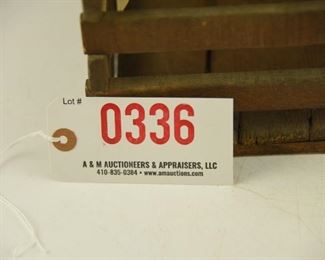 Lot #
0336
A & M AUCTIONEERS & APPRAISERS, LLC
410-835-0384 • www.amauctions.com